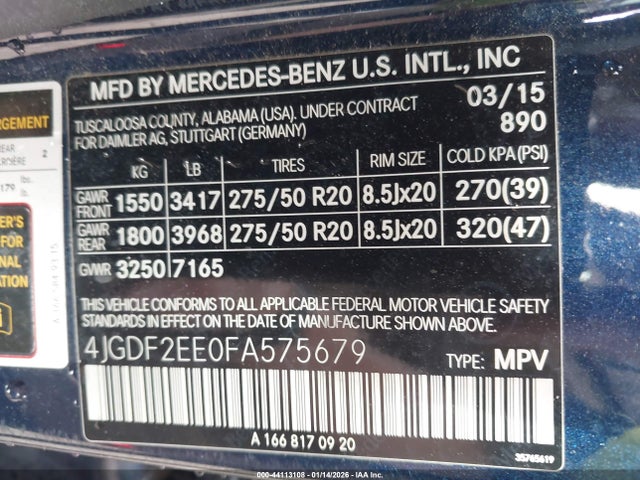 MFD BY MERCEDES-BENZ U.S. INTL., INC
TUSCALOOSA COUNTY, ALABAMA (USA). UNDER CONTRACT 03/15
FOR DAIMLER AG, STUTTGART (GERMANY) 890
KG LB TIRES RIM SIZE COLD KPA(PSI)
GAWR FRONT 1550 3417 275/50 R20 8.5Jx20 270(39)
GAWR REAR 1800 3968 275/50 R20 8.5Jx20 320(47)
GVWR 3250 7165
THIS VEHICLE CONFORMS TO ALL APPLICABLE FEDERAL MOTOR VEHICLE SAFETY
STANDARDS IN EFFECT ON THE DATE OF MANUFACTURE SHOWN ABOVE.
4JGDF2EE0FA575679 TYPE: MPV
A 166 817 09 20
35765619
000-44113108 - 01/14/2026 - IAA Inc.
2
179 lbs.